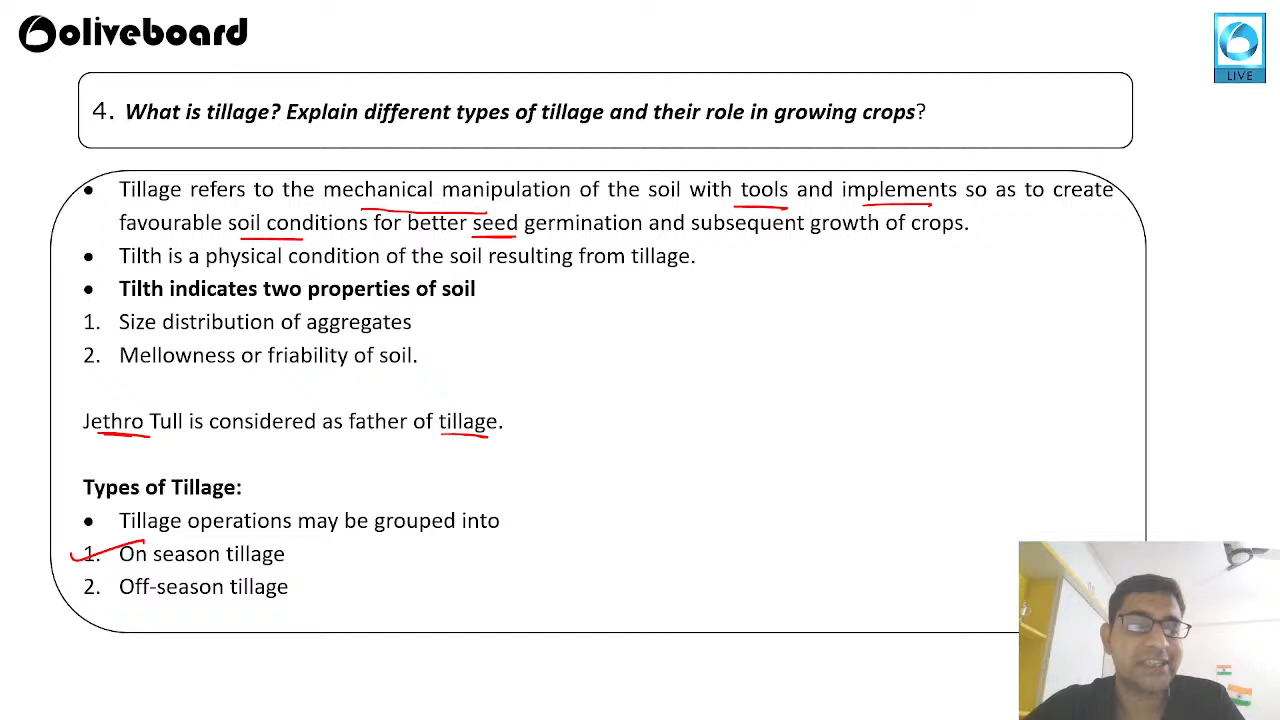 oliveboard
LIVE
4. What is tillage? Explain different types of tillage and their role in growing crops?
• Tillage refers to the mechanical manipulation of the soil with tools and implements so as to create
favourable soil conditions for better seed germination and subsequent growth of crops.
• Tilth is a physical condition of the soil resulting from tillage.
• Tilth indicates two properties of soil
1. Size distribution of aggregates
2. Mellowness or friability of soil.
Jethro Tull is considered as father of tillage.
Types of Tillage:
• Tillage operations may be grouped into
1. On season tillage
2. Off-season tillage